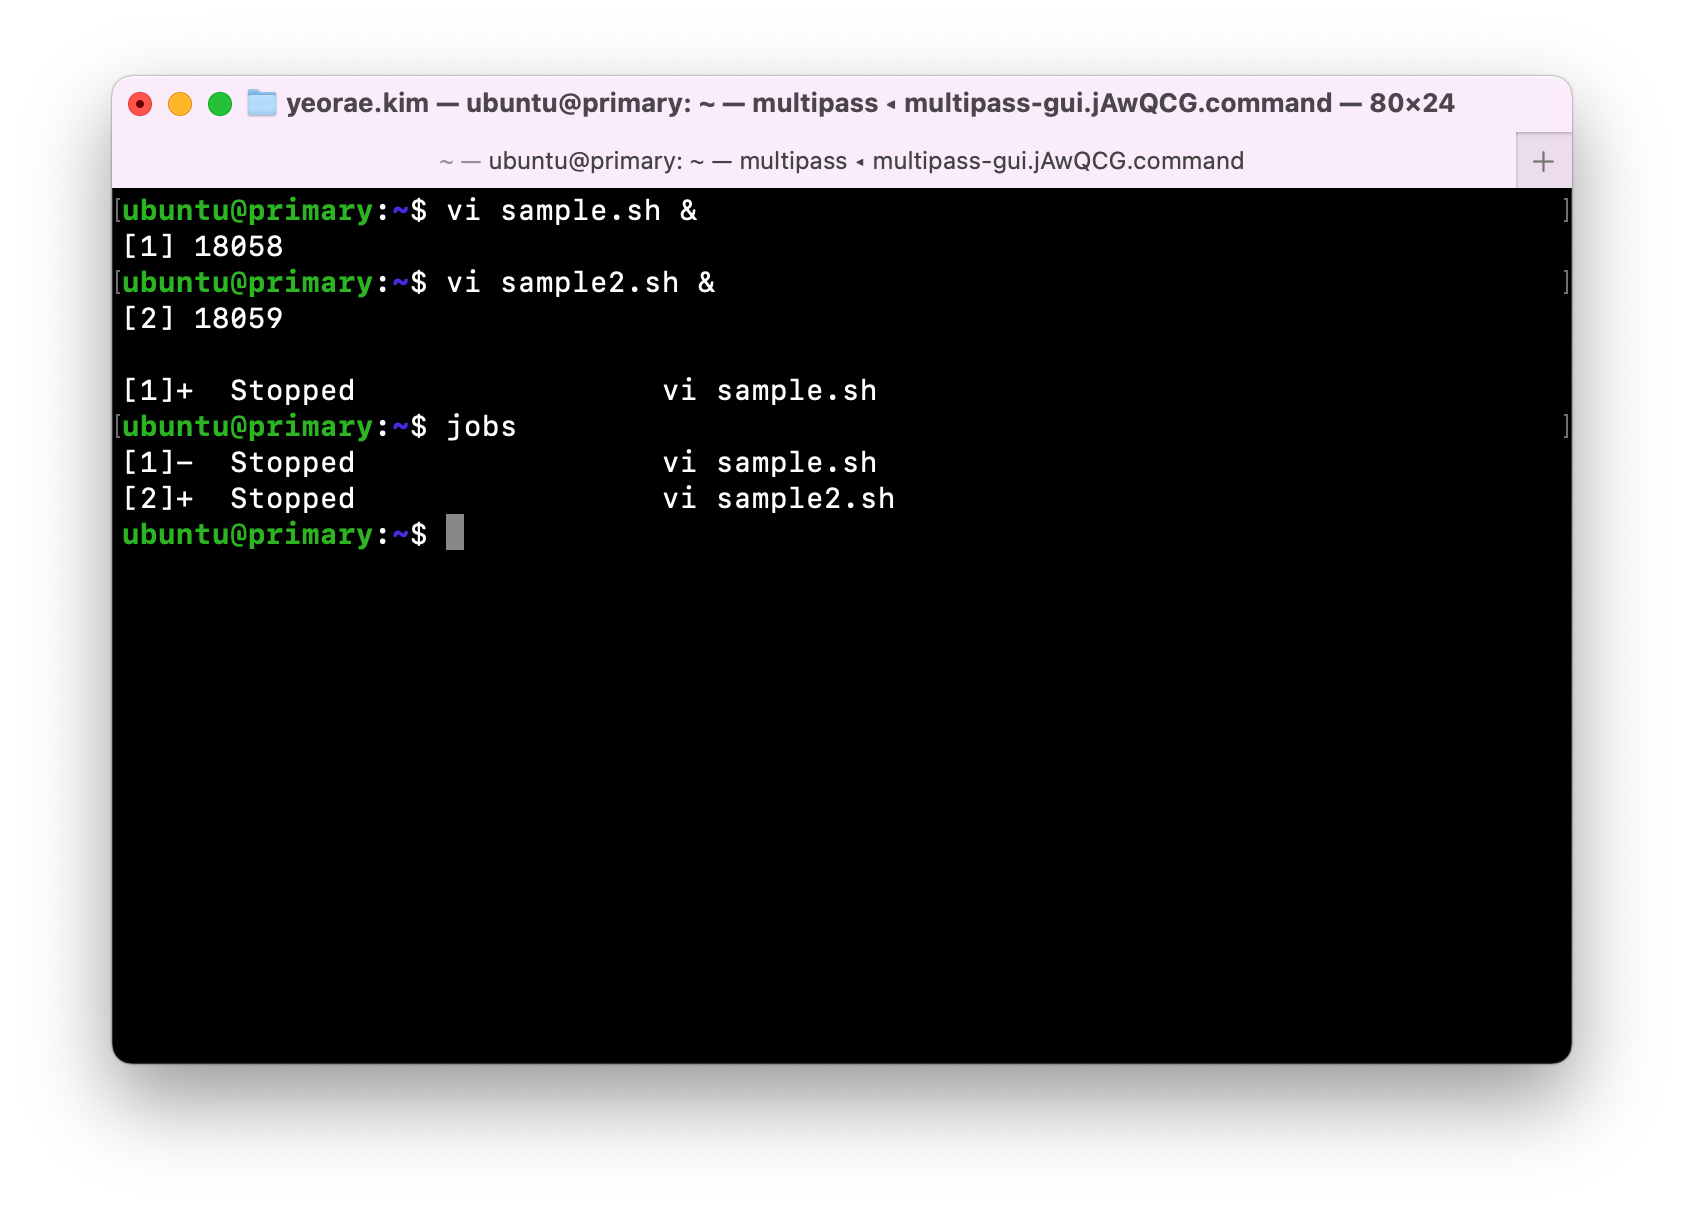 yeorae.kim — ubuntu@primary: ~ — multipass ◂ multipass-gui.jAwQCG.command — 80×24
~ — ubuntu@primary: ~ — multipass ◂ multipass-gui.jAwQCG.command
ubuntu@primary:~$ vi sample.sh &
[1] 18058
ubuntu@primary:~$ vi sample2.sh &
[2] 18059
[1]+  Stopped                 vi sample.sh
ubuntu@primary:~$ jobs
[1]-  Stopped                 vi sample.sh
[2]+  Stopped                 vi sample2.sh
ubuntu@primary:~$